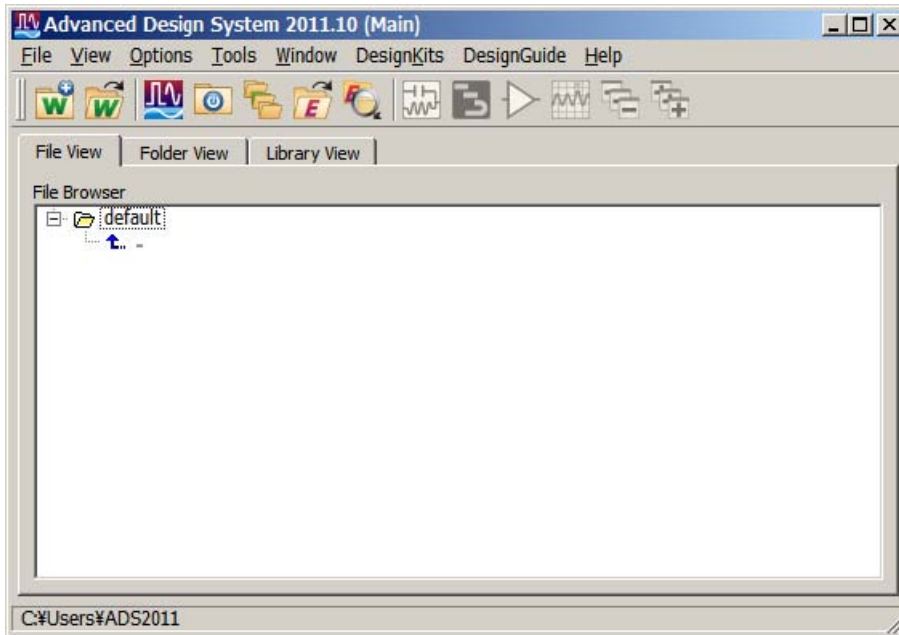 Advanced Design System 2011.10 (Main)
File View Options Tools Window DesignKits DesignGuide Help
W W E F
File View Folder View Library View
File Browser
default
..
C:¥Users¥ADS2011